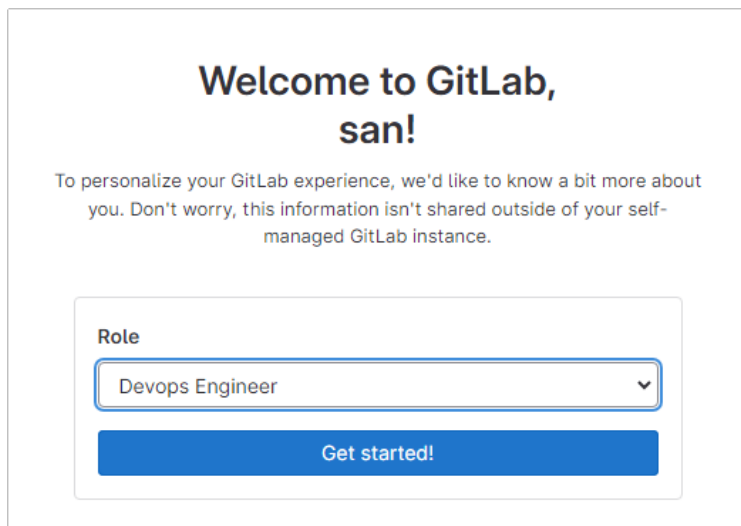 Welcome to GitLab,
san!
To personalize your GitLab experience, we'd like to know a bit more about
you. Don't worry, this information isn't shared outside of your self-
managed GitLab instance.
Role
Devops Engineer
Get started!